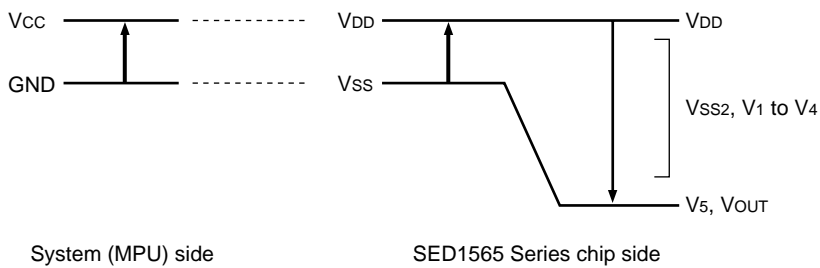 VCC
VDD
VDD
GND
VSS
VSS2, V1 to V4
V5, VOUT
System (MPU) side
SED1565 Series chip side